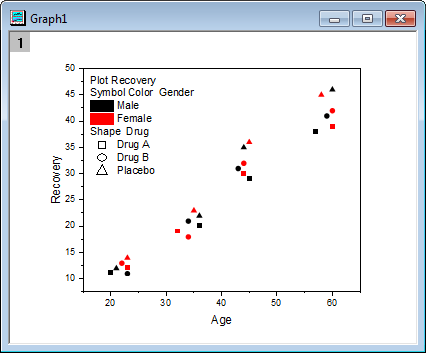 Graph1
1
Plot Recovery
Symbol Color Gender
Male
Female
Shape Drug
Drug A
Drug B
Placebo
Recovery
50
45
40
35
30
25
20
15
10
20 30 40 50 60
Age